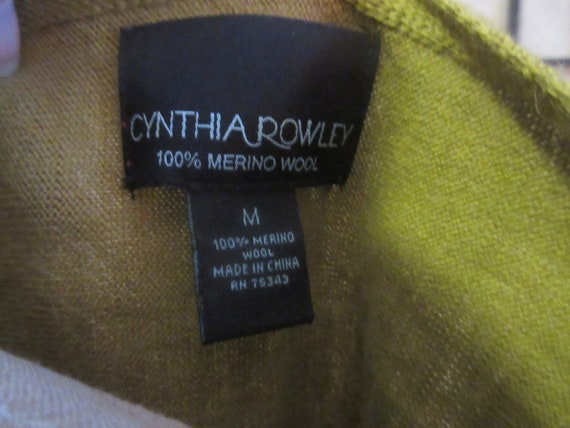 CYNTHIA ROWLEY
100% MERINO WOOL
M
100% MERINO
WOOL
MADE IN CHINA
RN 75343